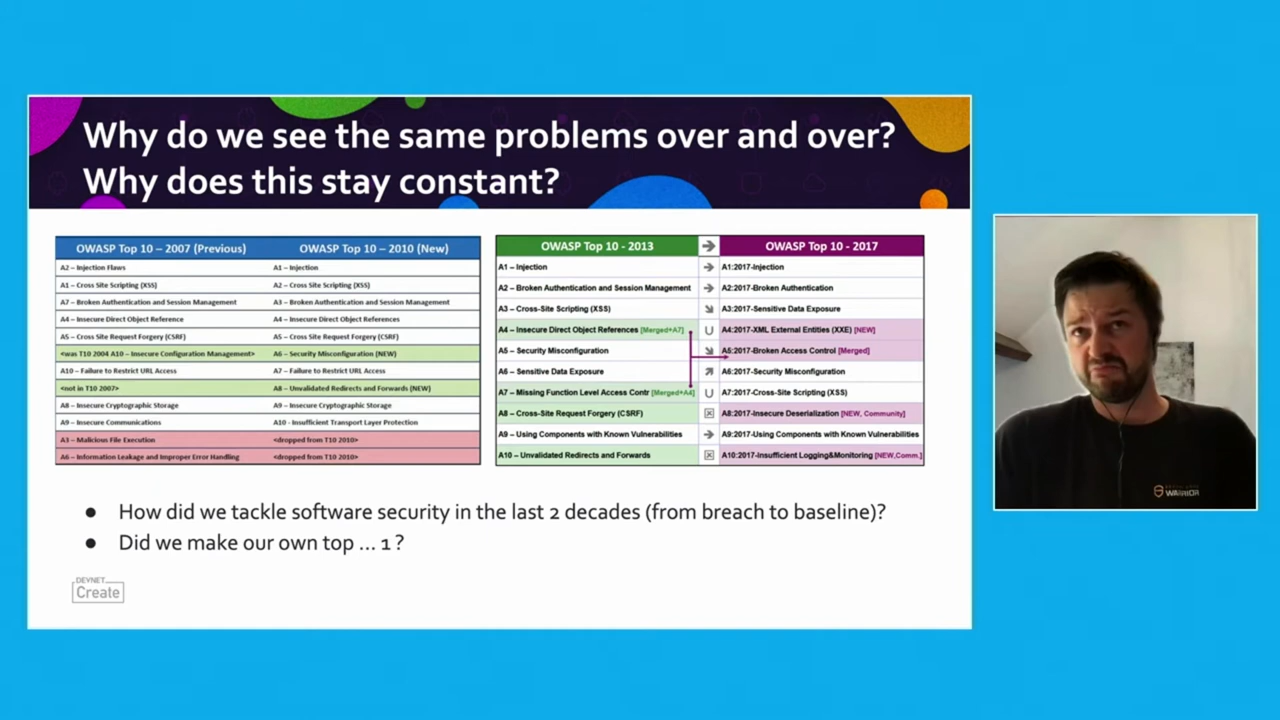 Why do we see the same problems over and over?
Why does this stay constant?
OWASP Top 10 – 2007 (Previous) OWASP Top 10 – 2010 (New)
A2 – Injection Flaws A1 – Injection
A1 – Cross Site Scripting (XSS) A2 – Cross Site Scripting (XSS)
A7 – Broken Authentication and Session Management A3 – Broken Authentication and Session Management
A4 – Insecure Direct Object Reference A4 – Insecure Direct Object References
A5 – Cross Site Request Forgery (CSRF) A5 – Cross Site Request Forgery (CSRF)
<was T10 2004 A10 – Insecure Configuration Management> A6 – Security Misconfiguration (NEW)
A10 – Failure to Restrict URL Access A7 – Failure to Restrict URL Access
<not in T10 2007> A8 – Unvalidated Redirects and Forwards (NEW)
A8 – Insecure Cryptographic Storage A9 – Insecure Cryptographic Storage
A9 – Insecure Communications A10 - Insufficient Transport Layer Protection
A3 – Malicious File Execution <dropped from T10 2010>
A6 – Information Leakage and Improper Error Handling <dropped from T10 2010>
OWASP Top 10 - 2013 → OWASP Top 10 - 2017
A1 – Injection → A1:2017-Injection
A2 – Broken Authentication and Session Management → A2:2017-Broken Authentication
A3 – Cross-Site Scripting (XSS) ↘ A3:2017-Sensitive Data Exposure
A4 – Insecure Direct Object References [Merged+A7] U A4:2017-XML External Entities (XXE) [NEW]
A5 – Security Misconfiguration ↘ A5:2017-Broken Access Control [Merged]
A6 – Sensitive Data Exposure ↗ A6:2017-Security Misconfiguration
A7 – Missing Function Level Access Contr [Merged+A4] U A7:2017-Cross-Site Scripting (XSS)
A8 – Cross-Site Request Forgery (CSRF) ☒ A8:2017-Insecure Deserialization [NEW, Community]
A9 – Using Components with Known Vulnerabilities → A9:2017-Using Components with Known Vulnerabilities
A10 – Unvalidated Redirects and Forwards ☒ A10:2017-Insufficient Logging&Monitoring [NEW,Comm.]
● How did we tackle software security in the last 2 decades (from breach to baseline)?
● Did we make our own top ... 1 ?
DEVNET
Create
WARRIOR